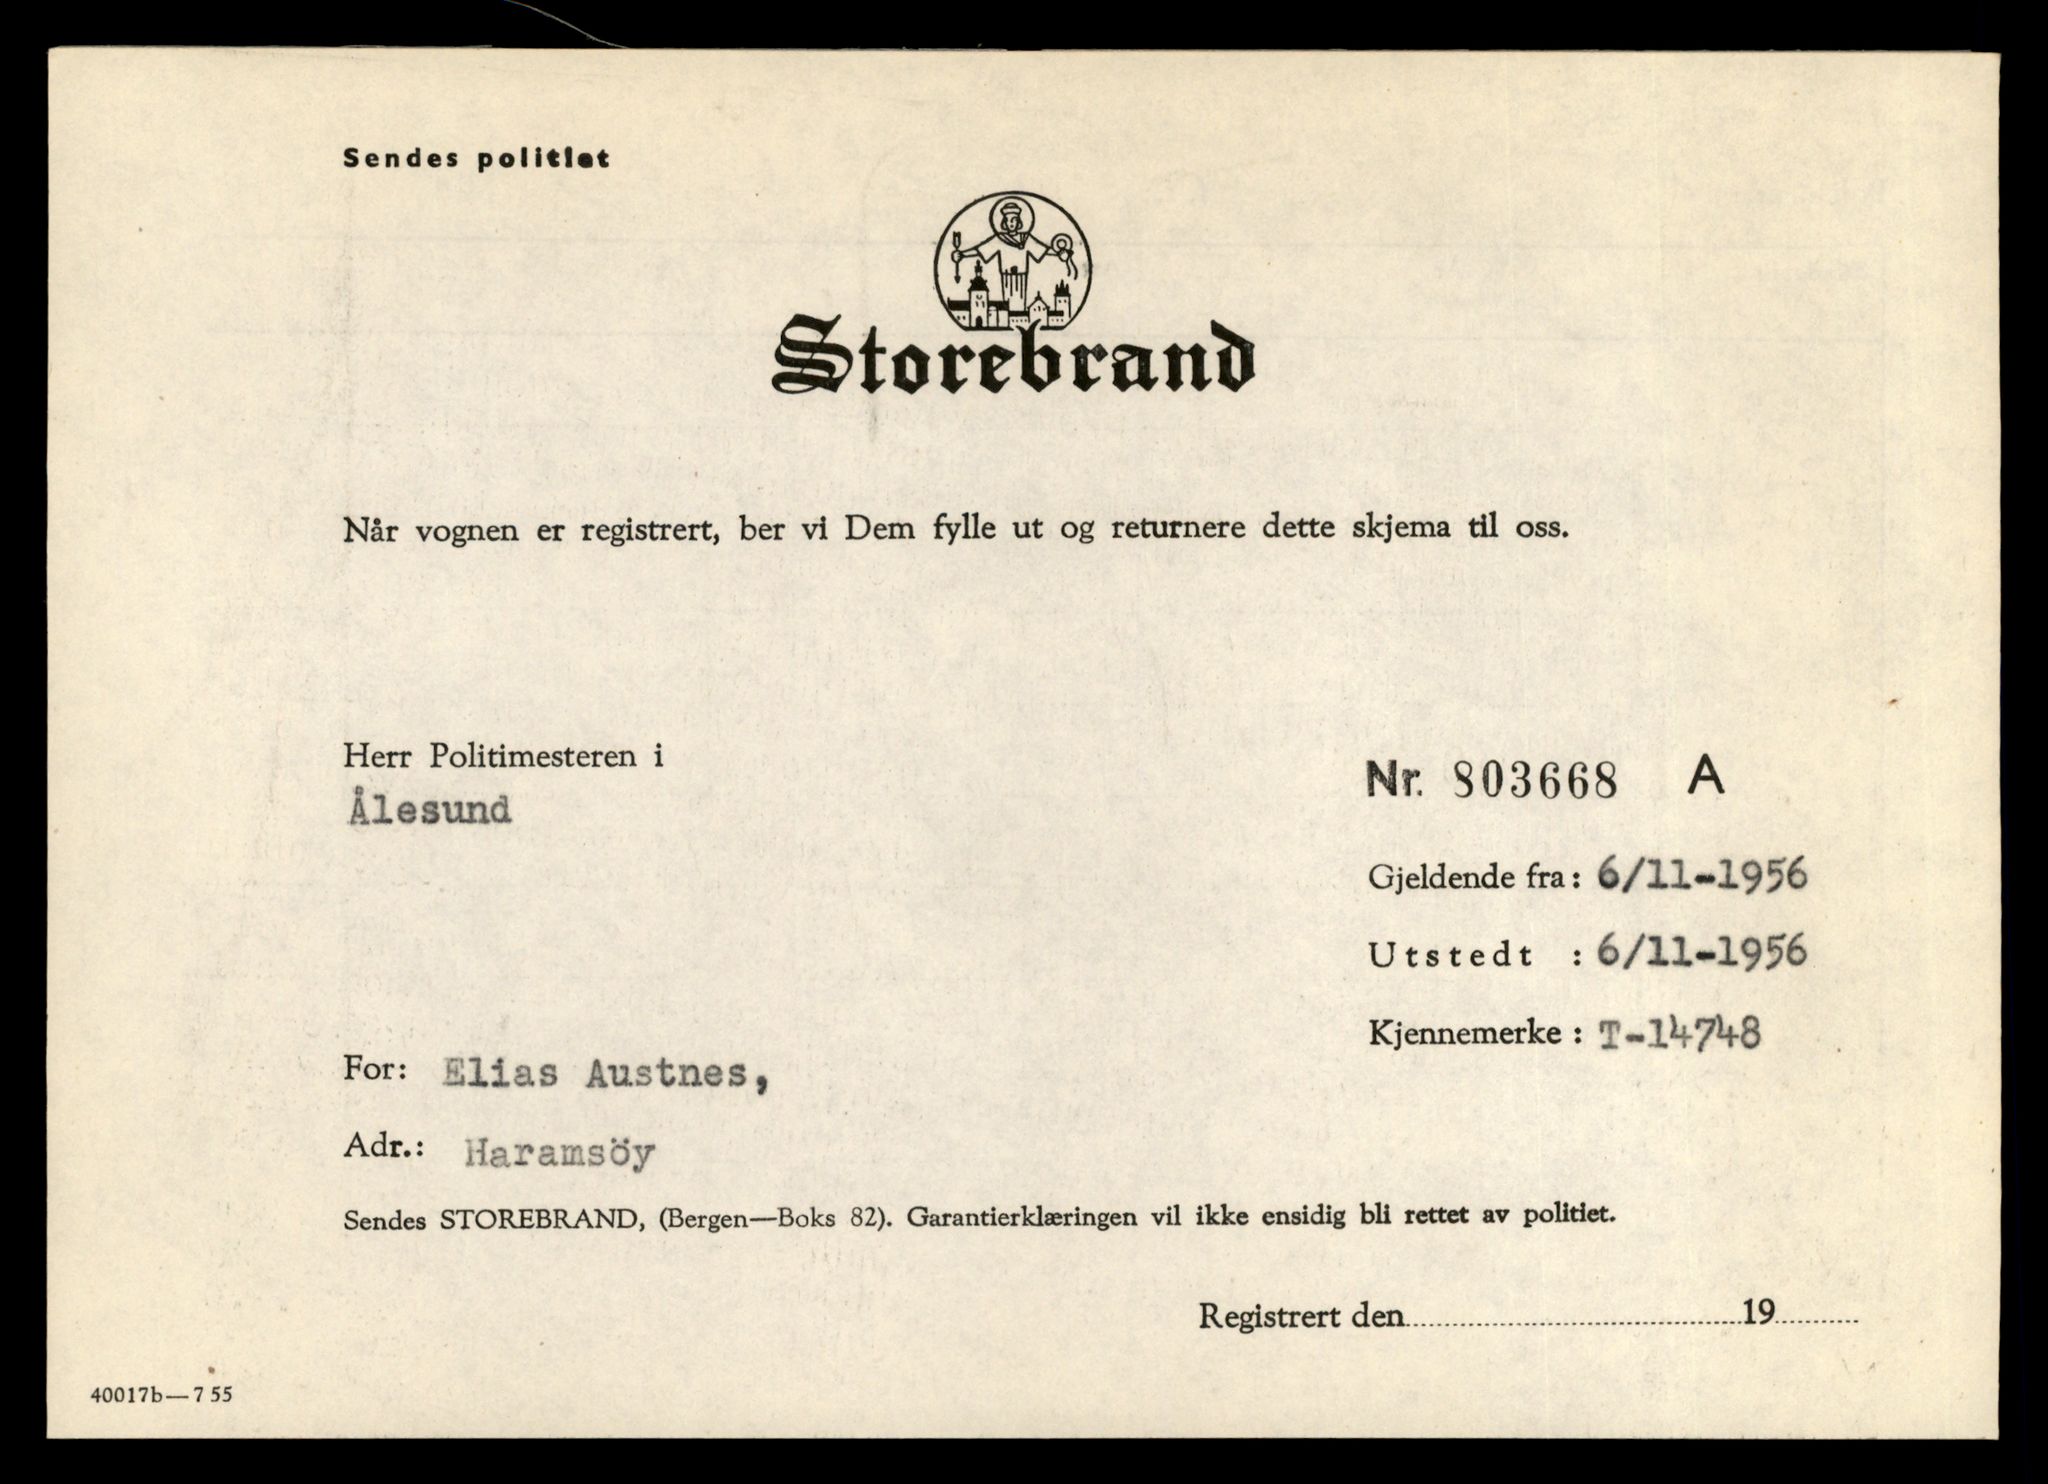 Sendes politiet
Storebrand
Når vognen er registrert, ber vi Dem fylle ut og returnere dette skjema til oss.
Herr Politimesteren i
Ålesund
Nr. 803668 A
Gjeldende fra: 6/11-1956
Utstedt : 6/11-1956
Kjennemerke : T-14748
For: Elias Austnes,
Adr.: Haramsöy
Sendes STOREBRAND, (Bergen—Boks 82). Garantierklæringen vil ikke ensidig bli rettet av politiet.
Registrert den 19
40017b—7 55